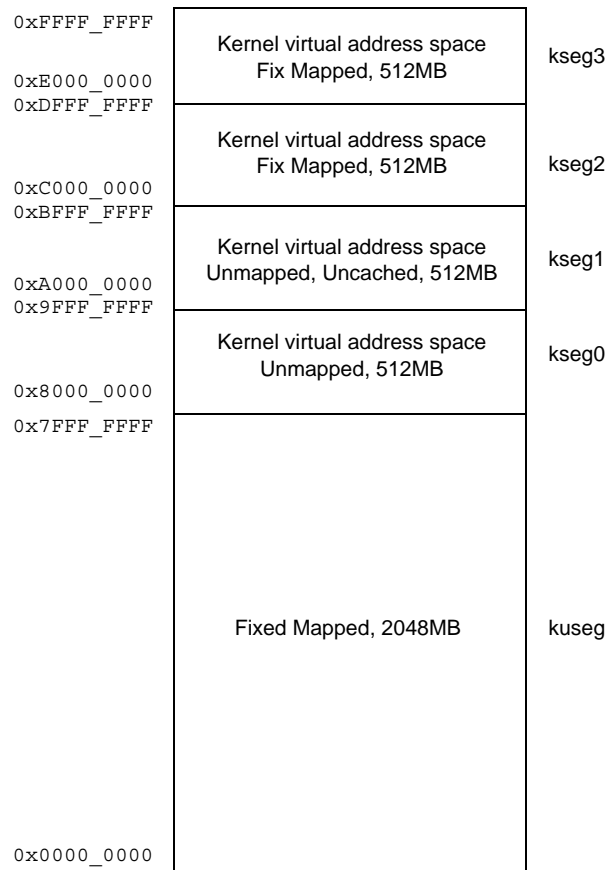 0xFFFF_FFFF
Kernel virtual address space
Fix Mapped, 512MB
kseg3
0xE000_0000
0xDFFF_FFFF
Kernel virtual address space
Fix Mapped, 512MB
kseg2
0xC000_0000
0xBFFF_FFFF
Kernel virtual address space
Unmapped, Uncached, 512MB
kseg1
0xA000_0000
0x9FFF_FFFF
Kernel virtual address space
Unmapped, 512MB
kseg0
0x8000_0000
0x7FFF_FFFF
Fixed Mapped, 2048MB
kuseg
0x0000_0000